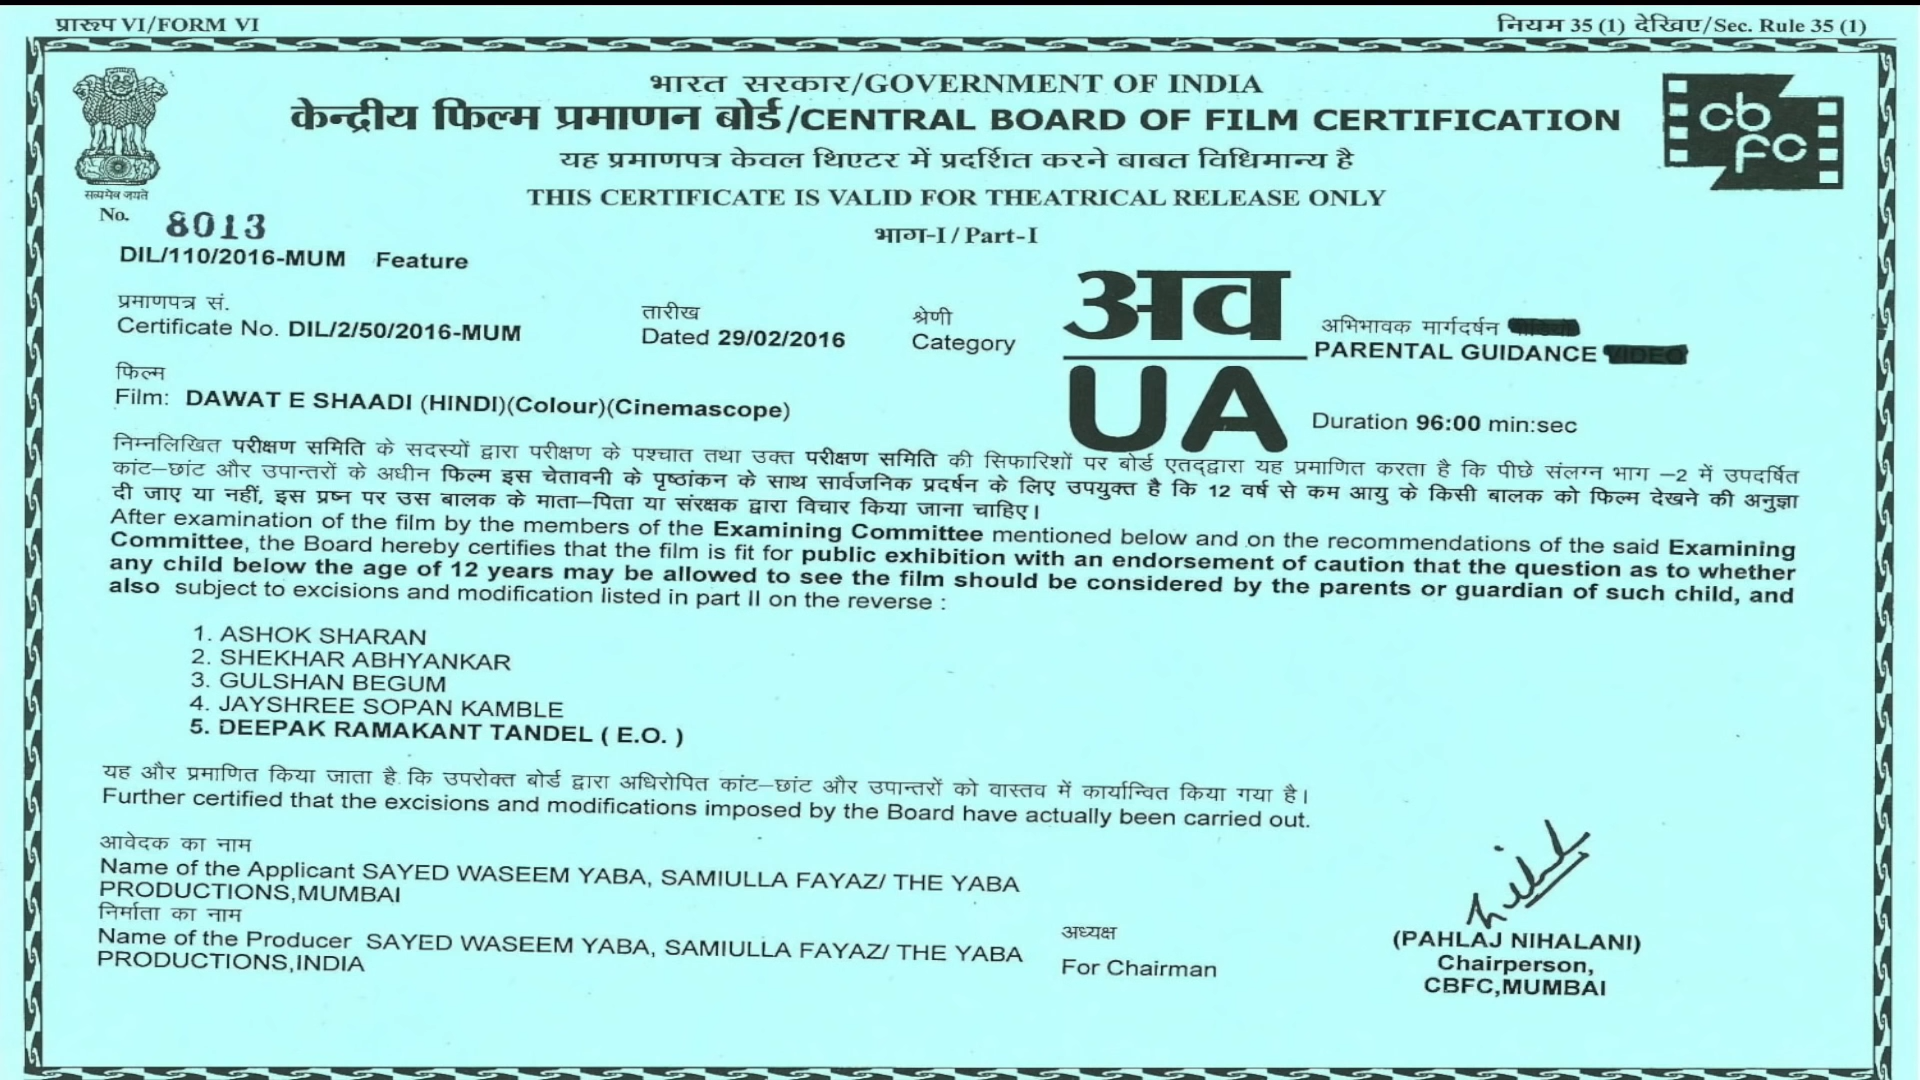 प्रारूप VI/FORM VI
नियम 35 (1) देखिए/Sec. Rule 35 (1)
भारत सरकार/GOVERNMENT OF INDIA
केन्द्रीय फिल्म प्रमाणन बोर्ड/CENTRAL BOARD OF FILM CERTIFICATION
cb
fc
यह प्रमाणपत्र केवल थिएटर में प्रदर्शित करने बाबत विधिमान्य है
सत्यमेव जयते
THIS CERTIFICATE IS VALID FOR THEATRICAL RELEASE ONLY
No. 8013
भाग-I / Part-I
DIL/110/2016-MUM Feature
प्रमाणपत्र सं.
Certificate No. DIL/2/50/2016-MUM
तारीख
Dated 29/02/2016
श्रेणी
Category
अव
UA
अभिभावक मार्गदर्षन
PARENTAL GUIDANCE VIDEO
फिल्म
Film: DAWAT E SHAADI (HINDI)(Colour)(Cinemascope)
Duration 96:00 min:sec
निम्नलिखित परीक्षण समिति के सदस्यों द्वारा परीक्षण के पश्चात तथा उक्त परीक्षण समिति की सिफारिशों पर बोर्ड एतद्द्वारा यह प्रमाणित करता है कि पीछे संलग्न भाग –2 में उपदर्षित
कांट–छांट और उपान्तरों के अधीन फिल्म इस चेतावनी के पृष्ठांकन के साथ सार्वजनिक प्रदर्षन के लिए उपयुक्त है कि 12 वर्ष से कम आयु के किसी बालक को फिल्म देखने की अनुज्ञा
दी जाए या नहीं, इस प्रष्न पर उस बालक के माता–पिता या संरक्षक द्वारा विचार किया जाना चाहिए।
After examination of the film by the members of the Examining Committee mentioned below and on the recommendations of the said Examining
Committee, the Board hereby certifies that the film is fit for public exhibition with an endorsement of caution that the question as to whether
any child below the age of 12 years may be allowed to see the film should be considered by the parents or guardian of such child, and
also subject to excisions and modification listed in part II on the reverse :
1. ASHOK SHARAN
2. SHEKHAR ABHYANKAR
3. GULSHAN BEGUM
4. JAYSHREE SOPAN KAMBLE
5. DEEPAK RAMAKANT TANDEL ( E.O. )
यह और प्रमाणित किया जाता है कि उपरोक्त बोर्ड द्वारा अधिरोपित कांट–छांट और उपान्तरों को वास्तव में कार्यान्वित किया गया है।
Further certified that the excisions and modifications imposed by the Board have actually been carried out.
आवेदक का नाम
Name of the Applicant SAYED WASEEM YABA, SAMIULLA FAYAZ/ THE YABA
PRODUCTIONS,MUMBAI
निर्माता का नाम
Name of the Producer SAYED WASEEM YABA, SAMIULLA FAYAZ/ THE YABA
PRODUCTIONS,INDIA
अध्यक्ष
For Chairman
(PAHLAJ NIHALANI)
Chairperson,
CBFC,MUMBAI